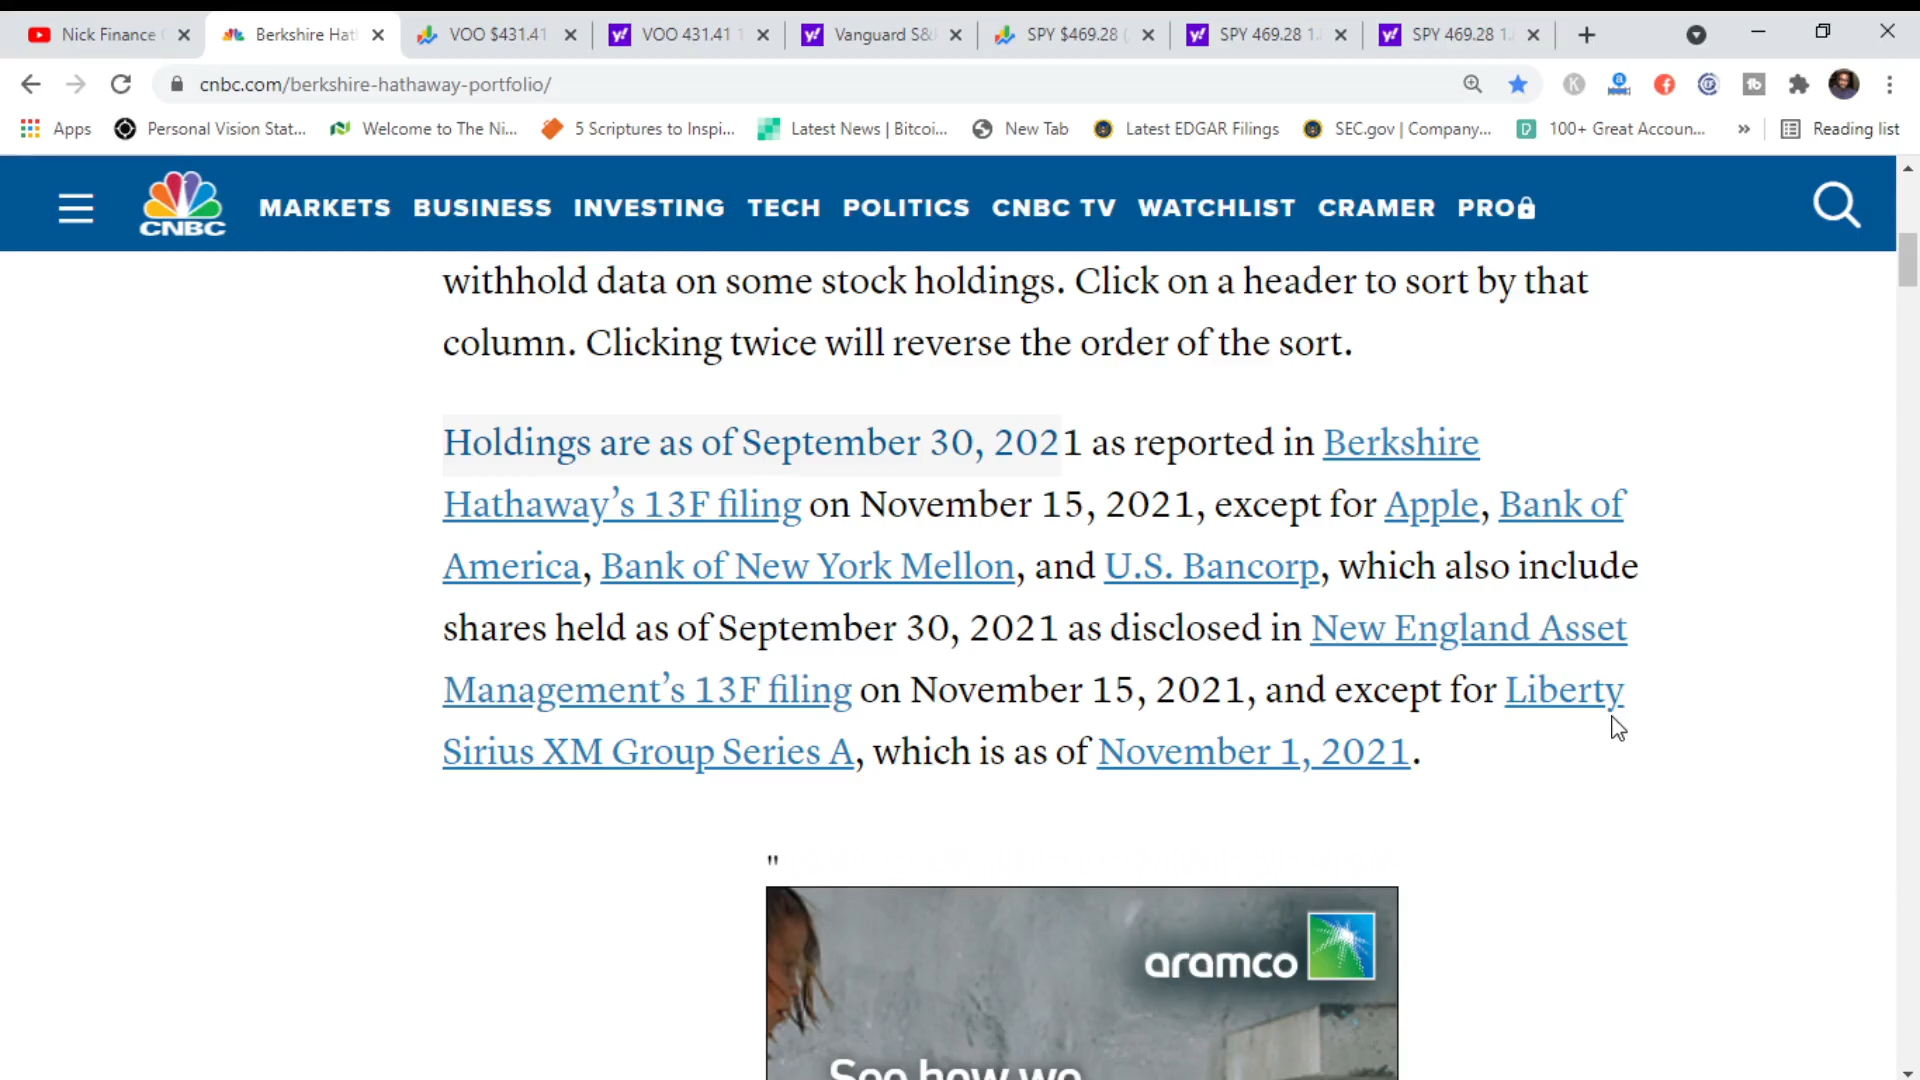 Nick Finance
Berkshire Hat
VOO $431.41
VOO 431.41 1
Vanguard S&
SPY $469.28 (
SPY 469.28 1.
SPY 469.28 1.
cnbc.com/berkshire-hathaway-portfolio/
Apps
Personal Vision Stat...
Welcome to The Ni...
5 Scriptures to Inspi...
Latest News | Bitcoi...
New Tab
Latest EDGAR Filings
SEC.gov | Company...
100+ Great Accoun...
»
Reading list
CNBC
MARKETS BUSINESS INVESTING TECH POLITICS CNBC TV WATCHLIST CRAMER PRO
withhold data on some stock holdings. Click on a header to sort by that
column. Clicking twice will reverse the order of the sort.
Holdings are as of September 30, 2021 as reported in Berkshire
Hathaway’s 13F filing on November 15, 2021, except for Apple, Bank of
America, Bank of New York Mellon, and U.S. Bancorp, which also include
shares held as of September 30, 2021 as disclosed in New England Asset
Management’s 13F filing on November 15, 2021, and except for Liberty
Sirius XM Group Series A, which is as of November 1, 2021.
"
aramco
See how we